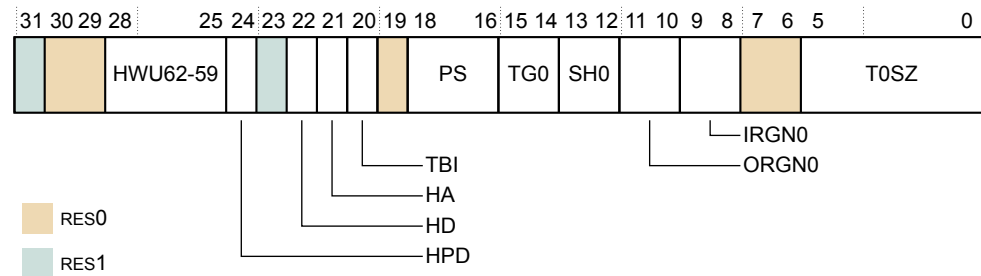 31 30 29 28 25 24 23 22 21 20 19 18 16 15 14 13 12 11 10 9 8 7 6 5 0
HWU62-59 PS TG0 SH0 T0SZ
IRGN0
TBI ORGN0
HA
RES0 HD
RES1 HPD